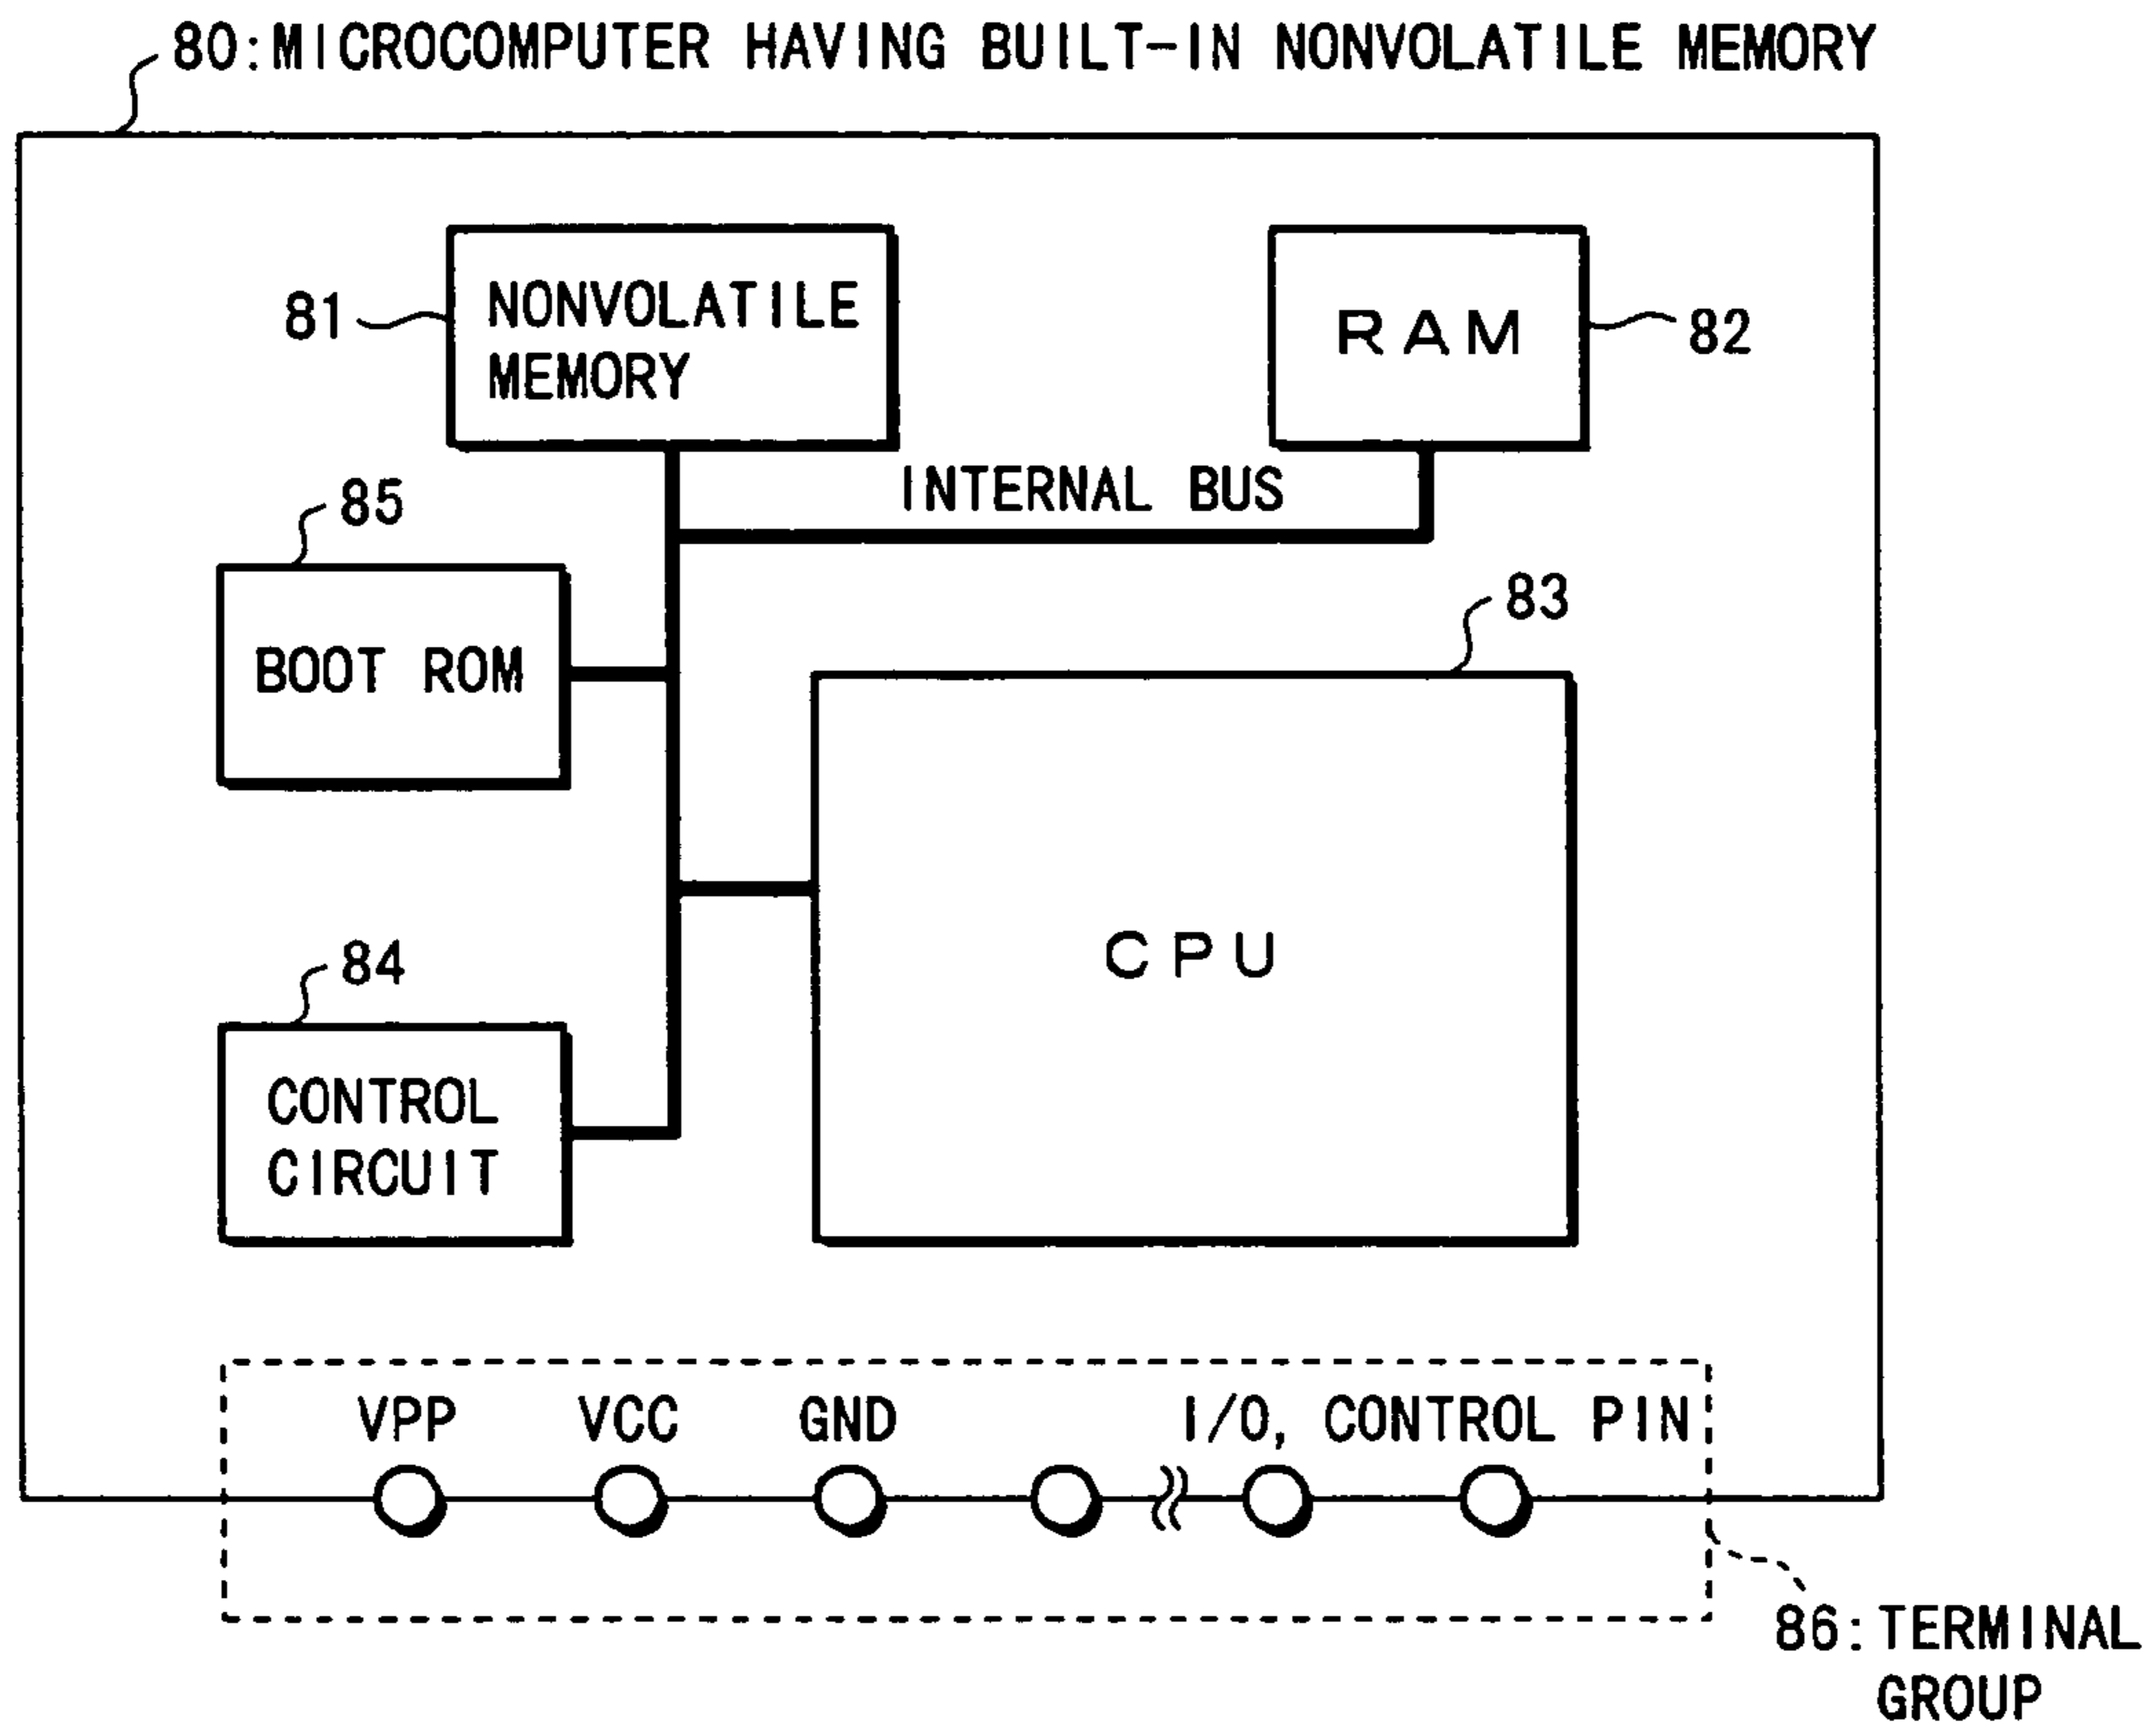 80:MICROCOMPUTER HAVING BUILT-IN NONVOLATILE MEMORY
81
NONVOLATILE
MEMORY
RAM
82
INTERNAL BUS
85
BOOT ROM
83
CPU
84
CONTROL
CIRCUIT
VPP
VCC
GND
I/O, CONTROL PIN
86:TERMINAL
GROUP